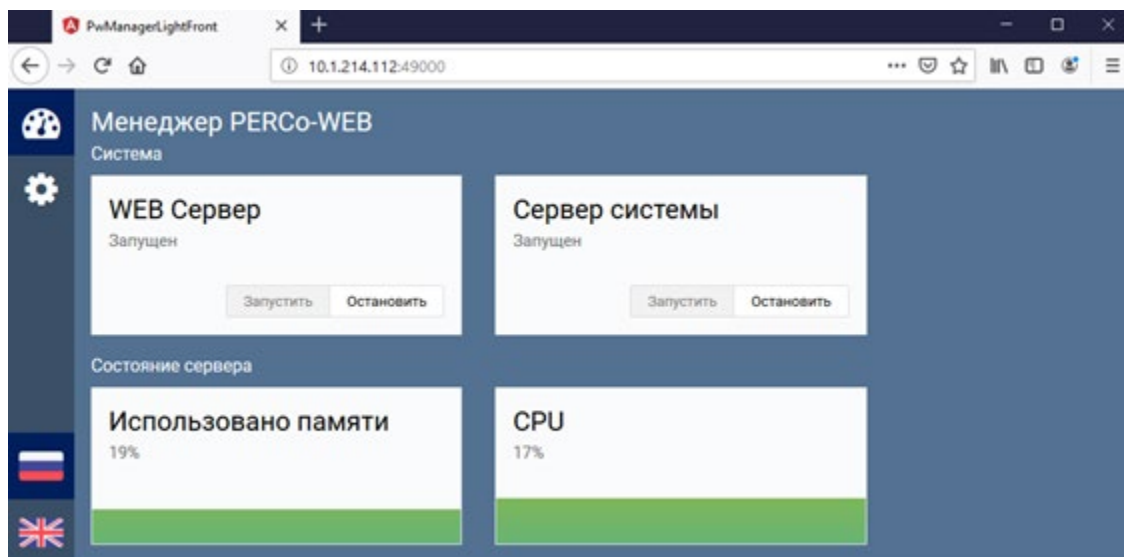 PwManagerLightFront
10.1.214.112:49000
Менеджер PERCo-WEB
Система
WEB Сервер
Запущен
Запустить Остановить
Сервер системы
Запущен
Запустить Остановить
Состояние сервера
Использовано памяти
19%
CPU
17%